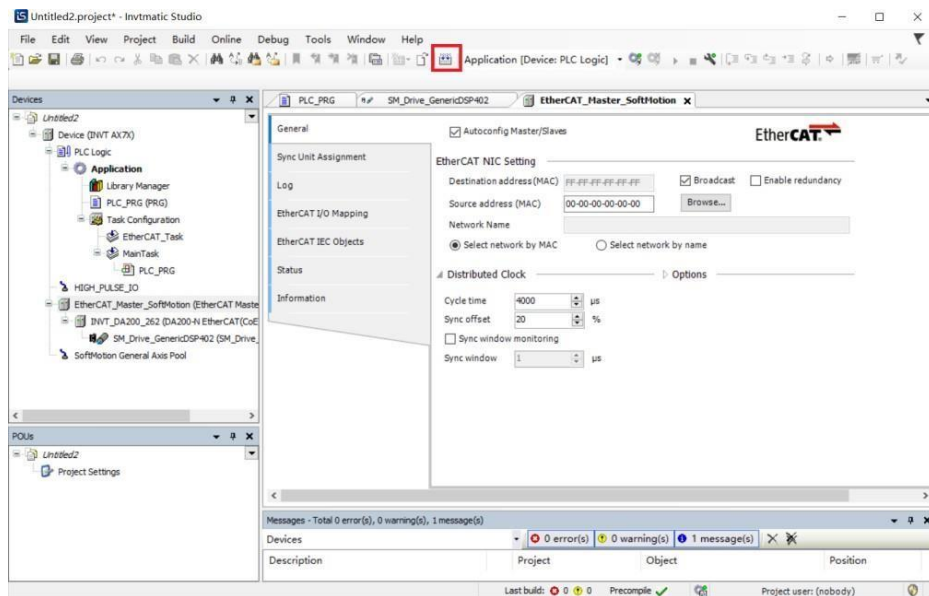 Untitled2.project* - Invtmatic Studio
File Edit View Project Build Online Debug Tools Window Help
Application [Device: PLC Logic]
Devices
Untitled2
Device (INVT AX7X)
PLC Logic
Application
Library Manager
PLC_PRG (PRG)
Task Configuration
EtherCAT_Task
MainTask
PLC_PRG
HIGH_PULSE_IO
EtherCAT_Master_SoftMotion (EtherCAT Maste
INVT_DA200_262 (DA200-N EtherCAT(CoE
SM_Drive_GenericDSP402 (SM_Drive_
SoftMotion General Axis Pool
POUs
Untitled2
Project Settings
PLC_PRG SM_Drive_GenericDSP402 EtherCAT_Master_SoftMotion
General
Sync Unit Assignment
Log
EtherCAT I/O Mapping
EtherCAT IEC Objects
Status
Information
Autoconfig Master/Slaves
EtherCAT
EtherCAT NIC Setting
Destination address(MAC) FF-FF-FF-FF-FF-FF Broadcast Enable redundancy
Source address (MAC) 00-00-00-00-00-00 Browse...
Network Name
Select network by MAC Select network by name
Distributed Clock Options
Cycle time 4000 µs
Sync offset 20 %
Sync window monitoring
Sync window 1 µs
Messages - Total 0 error(s), 0 warning(s), 1 message(s)
Devices 0 error(s) 0 warning(s) 1 message(s)
Description Project Object Position
Last build: 0 0 Precompile Project user: (nobody)